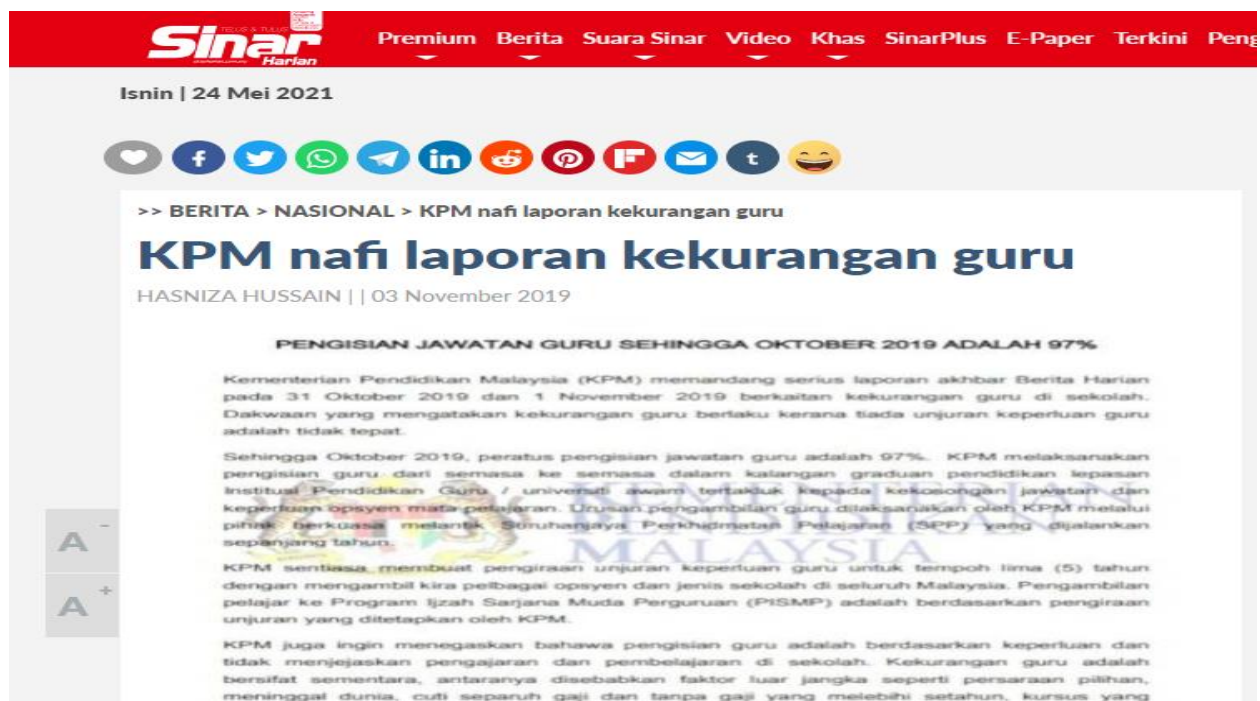 TELUS & TULUS
Sinar
Harian
Premium Berita Suara Sinar Video Khas SinarPlus E-Paper Terkini Peng
Isnin | 24 Mei 2021
>> BERITA > NASIONAL > KPM nafi laporan kekurangan guru
KPM nafi laporan kekurangan guru
HASNIZA HUSSAIN | | 03 November 2019
PENGISIAN JAWATAN GURU SEHINGGA OKTOBER 2019 ADALAH 97%
Kementerian Pendidikan Malaysia (KPM) memandang serius laporan akhbar Berita Harian
pada 31 Oktober 2019 dan 1 November 2019 berkaitan kekurangan guru di sekolah.
Dakwaan yang mengatakan kekurangan guru berlaku kerana tiada unjuran keperluan guru
adalah tidak tepat.
Sehingga Oktober 2019, peratus pengisian jawatan guru adalah 97%. KPM melaksanakan
pengisian guru dari semasa ke semasa dalam kalangan graduan pendidikan lepasan
Institusi Pendidikan Guru / universiti awam tertakluk kepada kekosongan jawatan dan
keperluan opsyen mata pelajaran. Urusan pengambilan guru dilaksanakan oleh KPM melalui
pihak berkuasa melantik Suruhanjaya Perkhidmatan Pelajaran (SPP) yang dijalankan
sepanjang tahun.
KEMENTERIAN
PENDIDIKAN
MALAYSIA
KPM sentiasa membuat pengiraan unjuran keperluan guru untuk tempoh lima (5) tahun
dengan mengambil kira pelbagai opsyen dan jenis sekolah di seluruh Malaysia. Pengambilan
pelajar ke Program Ijzah Sarjana Muda Perguruan (PISMP) adalah berdasarkan pengiraan
unjuran yang ditetapkan oleh KPM.
KPM juga ingin menegaskan bahawa pengisian guru adalah berdasarkan keperluan dan
tidak menjejaskan pengajaran dan pembelajaran di sekolah. Kekurangan guru adalah
bersifat sementara, antaranya disebabkan faktor luar jangka seperti persaraan pilihan,
meninggal dunia, cuti separuh gaji dan tanpa gaji yang melebihi setahun, kursus yang
A -
A +